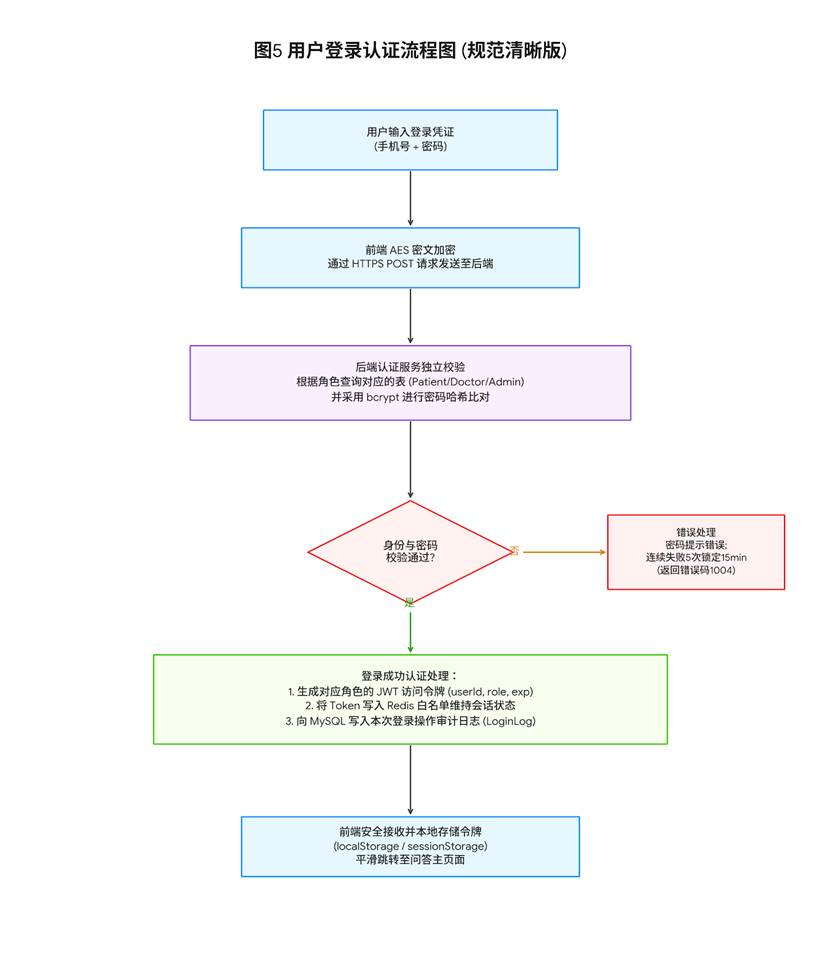 图5 用户登录认证流程图 (规范清晰版)
用户输入登录凭证
(手机号 + 密码)
前端 AES 密文加密
通过 HTTPS POST 请求发送至后端
后端认证服务独立校验
根据角色查询对应的表 (Patient/Doctor/Admin)
并采用 bcrypt 进行密码哈希比对
身份与密码
校验通过?
否
错误处理
密码提示错误;
连续失败5次锁定15min
(返回错误码1004)
是
登录成功认证处理：
1. 生成对应角色的 JWT 访问令牌 (userId, role, exp)
2. 将 Token 写入 Redis 白名单维持会话状态
3. 向 MySQL 写入本次登录操作审计日志 (LoginLog)
前端安全接收并本地存储令牌
(localStorage / sessionStorage)
平滑跳转至问答主页面